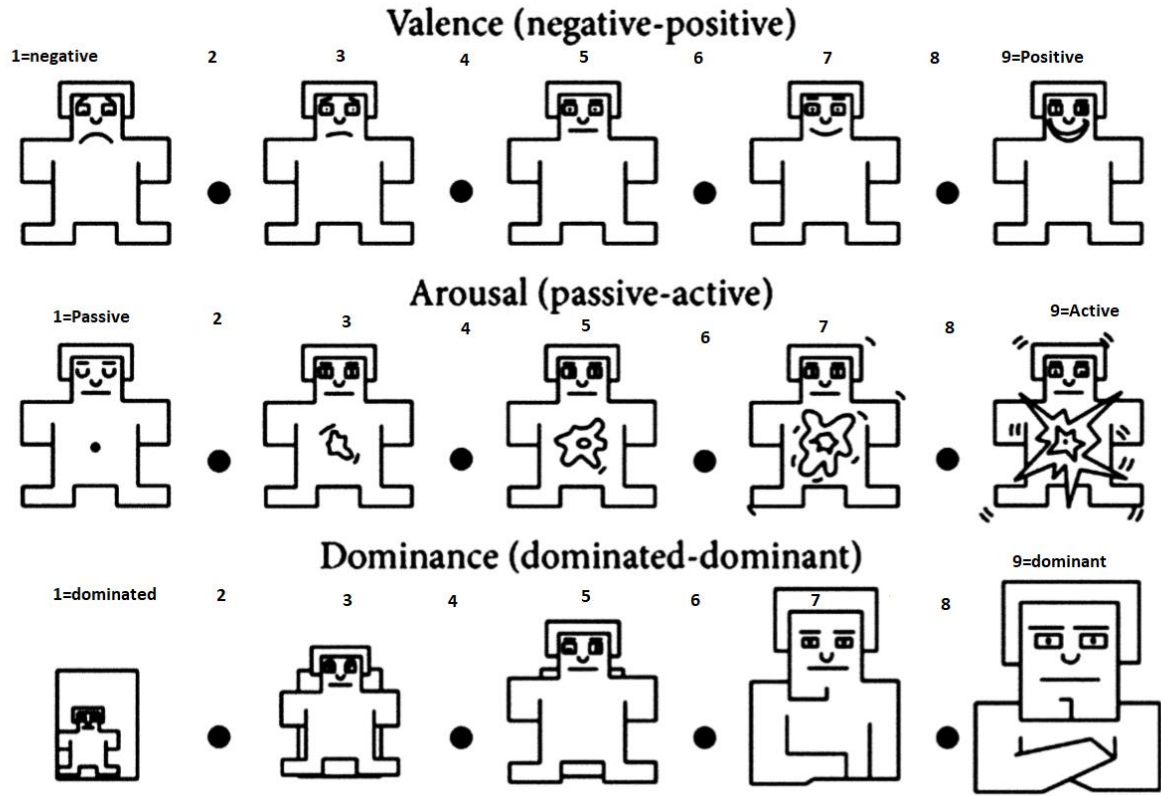 Valence (negative-positive)
1=negative 2 3 4 5 6 7 8 9=Positive
Arousal (passive-active)
1=Passive 2 3 4 5 6 7 8 9=Active
Dominance (dominated-dominant)
1=dominated 2 3 4 5 6 7 8 9=dominant